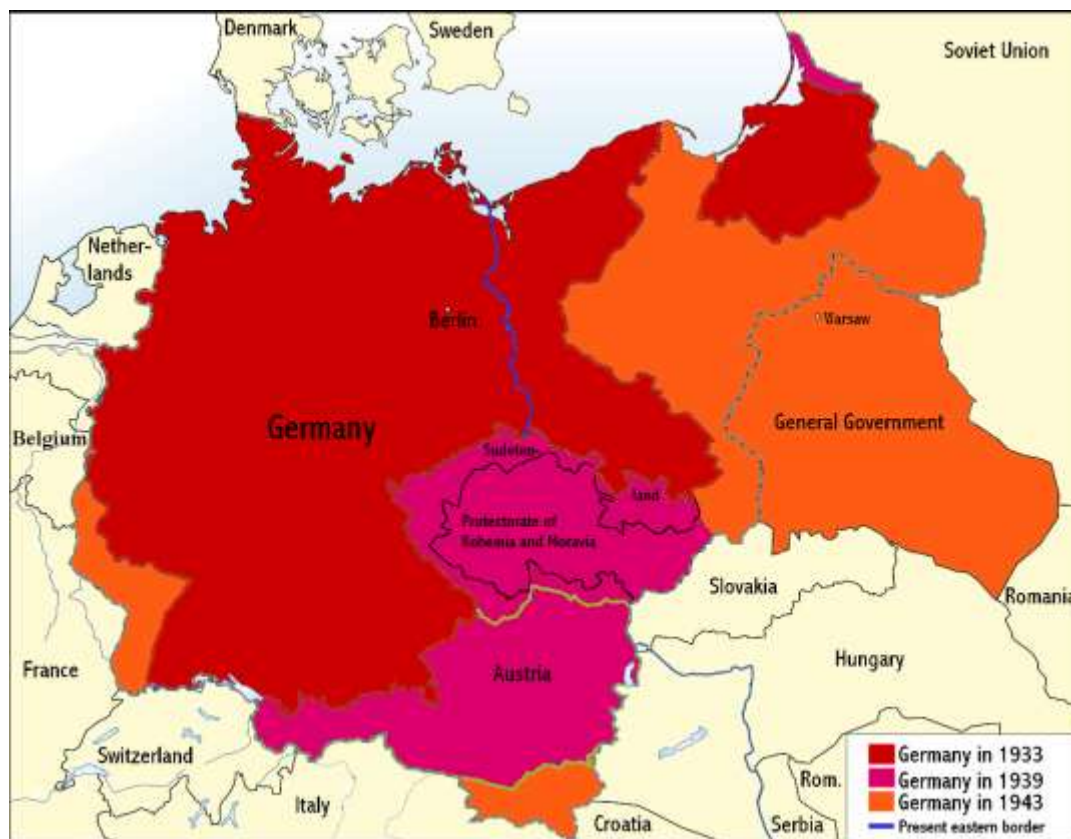 Denmark
Sweden
Soviet Union
Nether-
lands
Berlin
Warsaw
Germany
General Government
Belgium
Sudeten-
land
Protectorate of
Bohemia and Moravia
Slovakia
Romania
France
Austria
Hungary
Switzerland
Italy
Croatia
Rom.
Serbia
Germany in 1933
Germany in 1939
Germany in 1943
Present eastern border